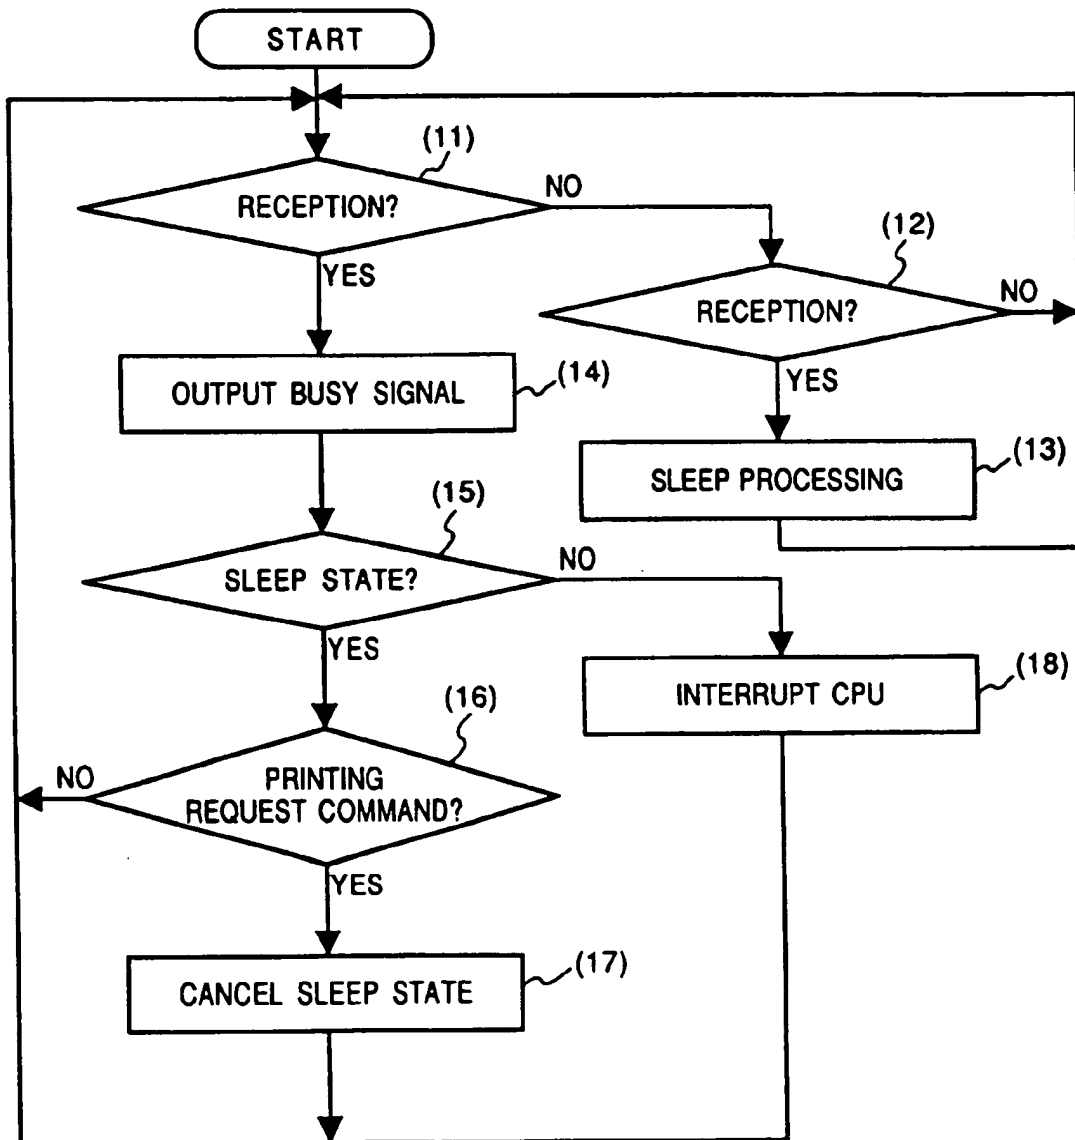 START
(11)
RECEPTION?
NO
YES
(12)
RECEPTION?
NO
YES
OUTPUT BUSY SIGNAL
(14)
SLEEP PROCESSING
(13)
(15)
SLEEP STATE?
NO
YES
INTERRUPT CPU
(18)
(16)
PRINTING
REQUEST COMMAND?
NO
YES
CANCEL SLEEP STATE
(17)